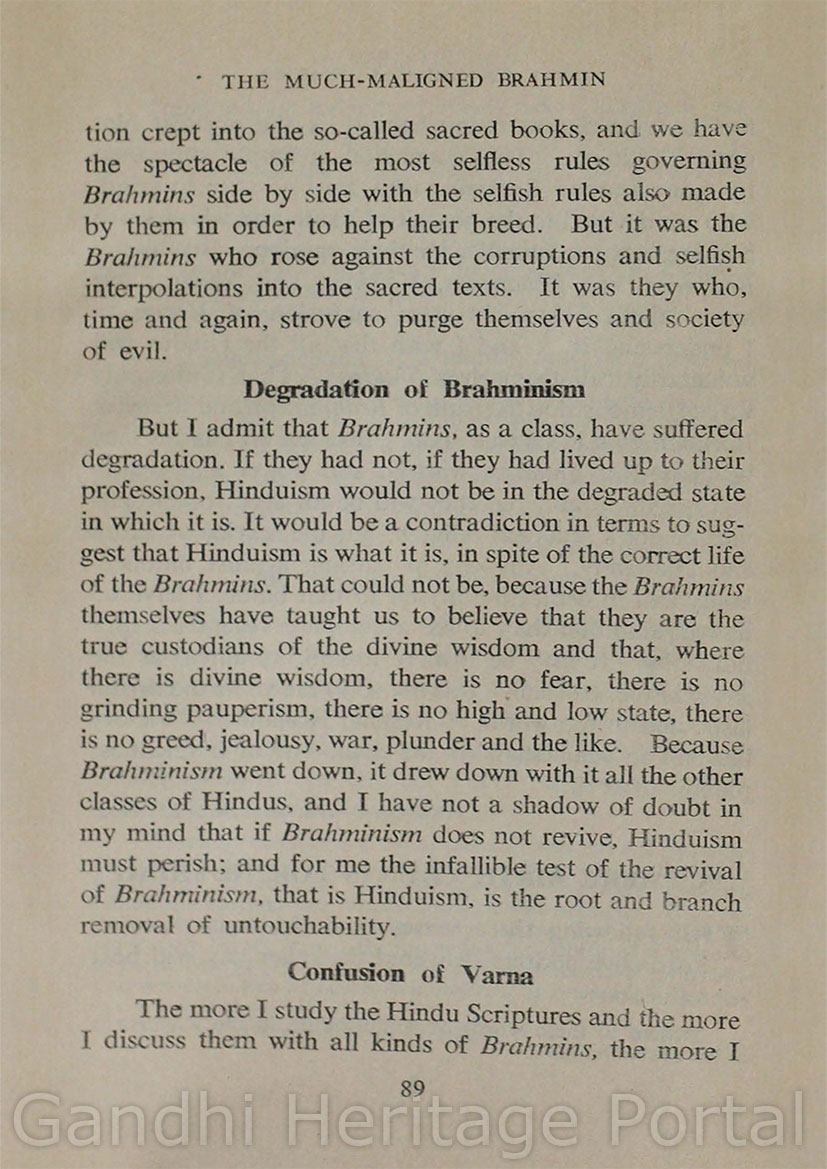 THE MUCH-MALIGNED BRAHMIN
tion crept into the so-called sacred books, and we have
the spectacle of the most selfless rules governing
Brahmins side by side with the selfish rules also made
by them in order to help their breed. But it was the
Brahmins who rose against the corruptions and selfish
interpolations into the sacred texts. It was they who,
time and again, strove to purge themselves and society
of evil.
Degradation of Brahminism
But I admit that Brahmins, as a class, have suffered
degradation. If they had not, if they had lived up to their
profession, Hinduism would not be in the degraded state
in which it is. It would be a contradiction in terms to sug-
gest that Hinduism is what it is, in spite of the correct life
of the Brahmins. That could not be, because the Brahmins
themselves have taught us to believe that they are the
true custodians of the divine wisdom and that, where
there is divine wisdom, there is no fear, there is no
grinding pauperism, there is no high and low state, there
is no greed, jealousy, war, plunder and the like. Because
Brahminism went down, it drew down with it all the other
classes of Hindus, and I have not a shadow of doubt in
my mind that if Brahminism does not revive, Hinduism
must perish; and for me the infallible test of the revival
of Brahminism, that is Hinduism, is the root and branch
removal of untouchability.
Confusion of Varna
The more I study the Hindu Scriptures and the more
I discuss them with all kinds of Brahmins, the more I
89
Gandhi Heritage Portal